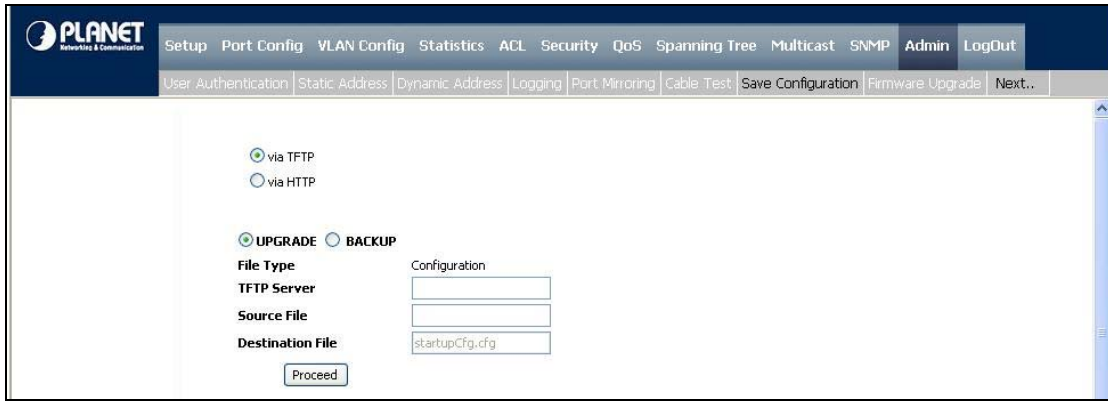 PLANET
Networking & Communication
Setup Port Config VLAN Config Statistics ACL Security QoS Spanning Tree Multicast SNMP Admin LogOut
User Authentication Static Address Dynamic Address Logging Port Mirroring Cable Test Save Configuration Firmware Upgrade Next..
via TFTP
via HTTP
UPGRADE BACKUP
File Type Configuration
TFTP Server
Source File
Destination File startupCfg.cfg
Proceed